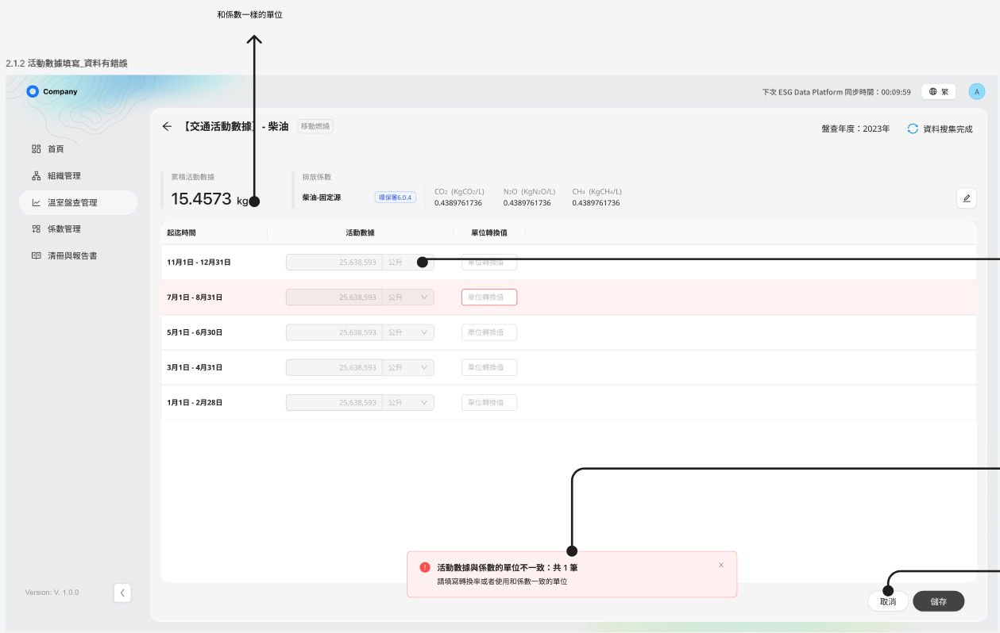 和係數一樣的單位
2.1.2 活動數據填寫_資料有錯誤
Company
下次 ESG Data Platform 同步時間：00:09:59
繁
A
首頁
組織管理
溫室盤查管理
係數管理
清冊與報告書
【交通活動數據】- 柴油
移動燃燒
盤查年度：2023年
資料搜集完成
累積活動數據
15.4573 kg
排放係數
柴油-固定源
環保署6.0.4
CO₂ (KgCO₂/L)
0.4389761736
N₂O (KgN₂O/L)
0.4389761736
CH₄ (KgCH₄/L)
0.4389761736
起迄時間 活動數據 單位轉換值
11月1日 - 12月31日 25,638,593 公升 單位轉換值
7月1日 - 8月31日 25,638,593 公升 單位轉換值
5月1日 - 6月30日 25,638,593 公升 單位轉換值
3月1日 - 4月31日 25,638,593 公升 單位轉換值
1月1日 - 2月28日 25,638,593 公升 單位轉換值
活動數據與係數的單位不一致：共 1 筆
請填寫轉換率或者使用和係數一致的單位
Version: V. 1.0.0
取消
儲存